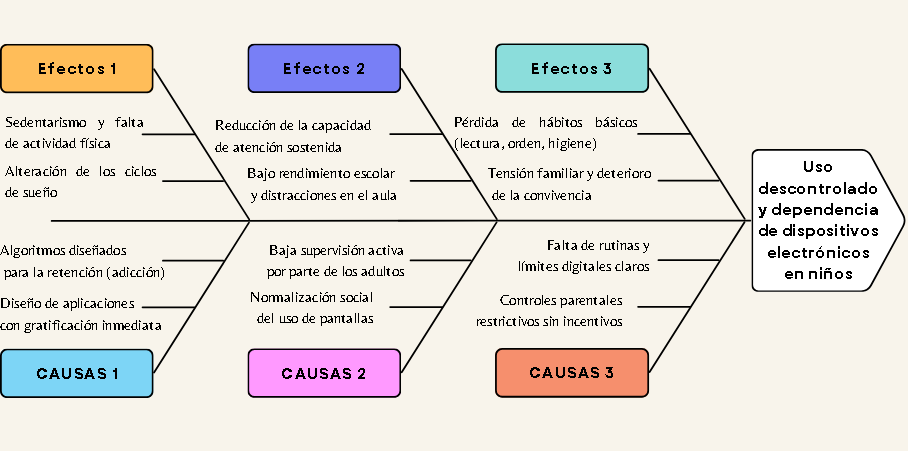 Efectos 1
Efectos 2
Efectos 3
Sedentarismo y falta
de actividad física
Alteración de los ciclos
de sueño
Reducción de la capacidad
de atención sostenida
Bajo rendimiento escolar
y distracciones en el aula
Pérdida de hábitos básicos
(lectura, orden, higiene)
Tensión familiar y deterioro
de la convivencia
Uso
descontrolado
y dependencia
de dispositivos
electrónicos
en niños
Algoritmos diseñados
para la retención (adicción)
Diseño de aplicaciones
con gratificación inmediata
Baja supervisión activa
por parte de los adultos
Normalización social
del uso de pantallas
Falta de rutinas y
límites digitales claros
Controles parentales
restrictivos sin incentivos
CAUSAS 1
CAUSAS 2
CAUSAS 3